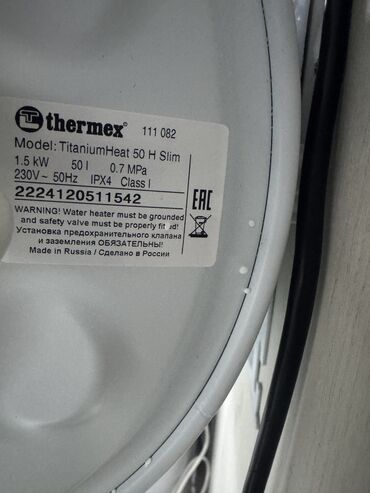 thermex 111 082
Model: TitaniumHeat 50 H Slim
1.5 kW 50 l 0.7 MPa
230V~ 50Hz IPX4 Class I
2224120511542
EAC
WARNING! Water heater must be grounded
and safety valve must be properly fitted!
Установка предохранительного клапана
и заземления ОБЯЗАТЕЛЬНЫ!
Made in Russia / Сделано в России